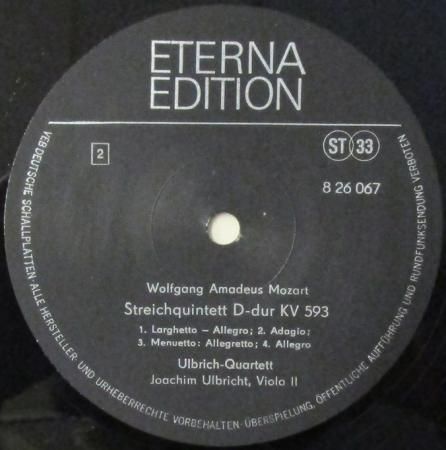 ETERNA
EDITION
2
ST 33
8 26 067
Wolfgang Amadeus Mozart
Streichquintett D-dur KV 593
1. Larghetto – Allegro; 2. Adagio;
3. Menuetto: Allegretto; 4. Allegro
Ulbrich-Quartett
Joachim Ulbricht, Viola II
VEB DEUTSCHE SCHALLPLATTEN · ALLE HERSTELLER- UND URHEBERRECHTE VORBEHALTEN · ÜBERSPIELUNG, ÖFFENTLICHE AUFFÜHRUNG UND RUNDFUNKSENDUNG VERBOTEN